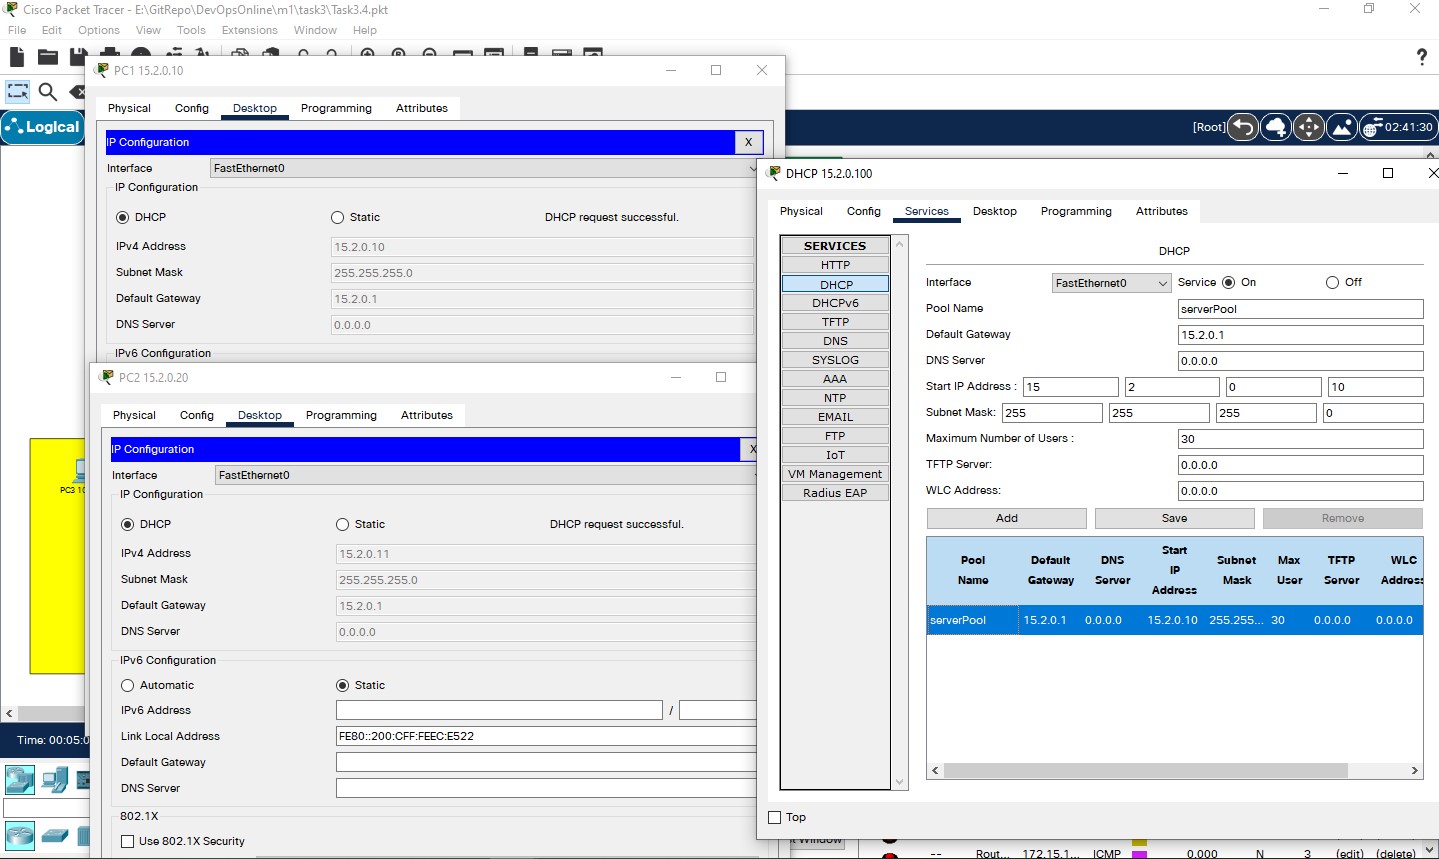 Cisco Packet Tracer - E:\GitRepo\DevOpsOnline\m1\task3\Task3.4.pkt
File Edit Options View Tools Extensions Window Help
?
Logical
[Root] 02:41:30
PC1 15.2.0.10
Physical Config Desktop Programming Attributes
IP Configuration X
Interface FastEthernet0
IP Configuration
DHCP Static DHCP request successful.
IPv4 Address 15.2.0.10
Subnet Mask 255.255.255.0
Default Gateway 15.2.0.1
DNS Server 0.0.0.0
IPv6 Configuration
PC2 15.2.0.20
Physical Config Desktop Programming Attributes
IP Configuration X
Interface FastEthernet0
IP Configuration
DHCP Static DHCP request successful.
IPv4 Address 15.2.0.11
Subnet Mask 255.255.255.0
Default Gateway 15.2.0.1
DNS Server 0.0.0.0
IPv6 Configuration
Automatic Static
IPv6 Address /
Link Local Address FE80::200:CFF:FEEC:E522
Default Gateway
DNS Server
802.1X
Use 802.1X Security
PC3 10
Time: 00:05:0
DHCP 15.2.0.100
Physical Config Services Desktop Programming Attributes
SERVICES
HTTP
DHCP
DHCPv6
TFTP
DNS
SYSLOG
AAA
NTP
EMAIL
FTP
IoT
VM Management
Radius EAP
DHCP
Interface FastEthernet0 Service On Off
Pool Name serverPool
Default Gateway 15.2.0.1
DNS Server 0.0.0.0
Start IP Address : 15 2 0 10
Subnet Mask: 255 255 255 0
Maximum Number of Users : 30
TFTP Server: 0.0.0.0
WLC Address: 0.0.0.0
Add Save Remove
Pool Name Default Gateway DNS Server Start IP Address Subnet Mask Max User TFTP Server WLC Address
serverPool 15.2.0.1 0.0.0.0 15.2.0.10 255.255... 30 0.0.0.0 0.0.0.0
Top
t Window
-- Rout... 172.15.1... ICMP 0.000 N 3 (edit) (delete)